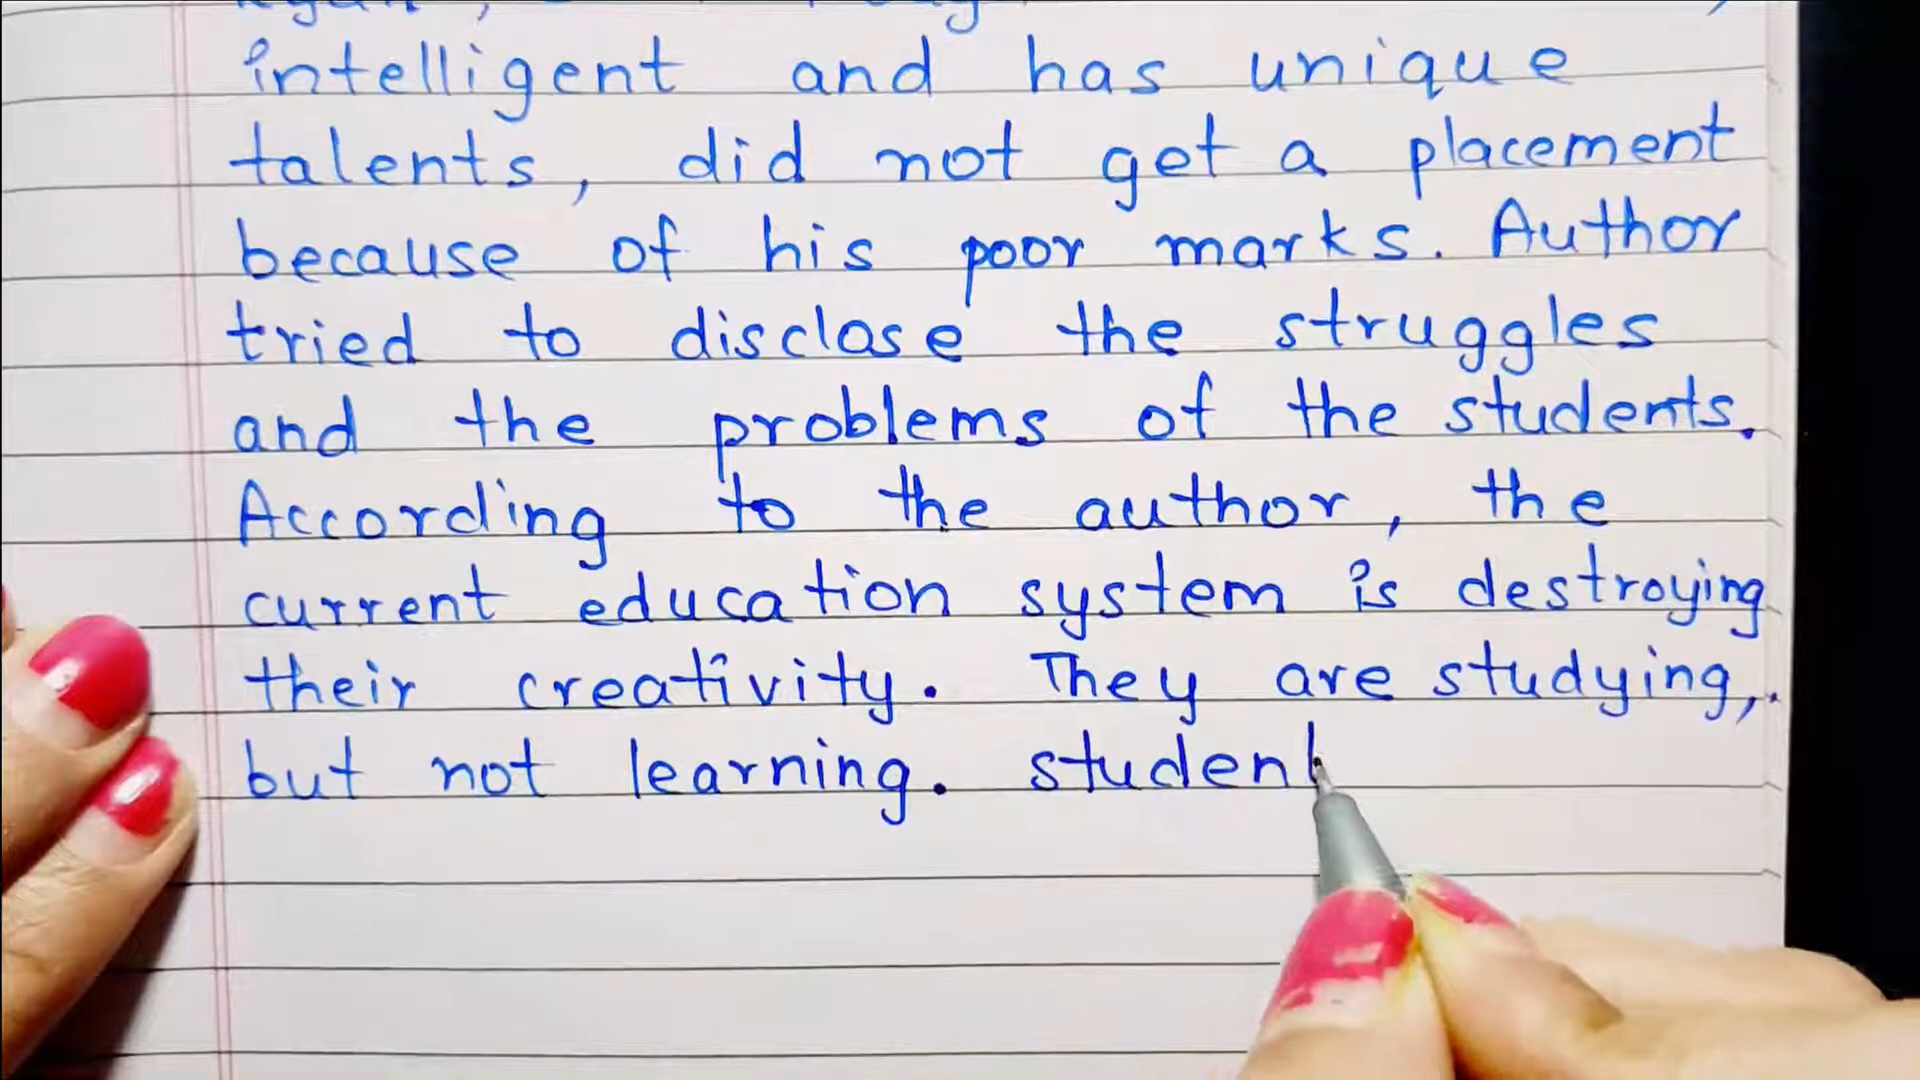 intelligent and has unique
talents, did not get a placement
because of his poor marks. Author
tried to disclose the struggles
and the problems of the students.
According to the author, the
current education system is destroying
their creativity. They are studying,
but not learning. student